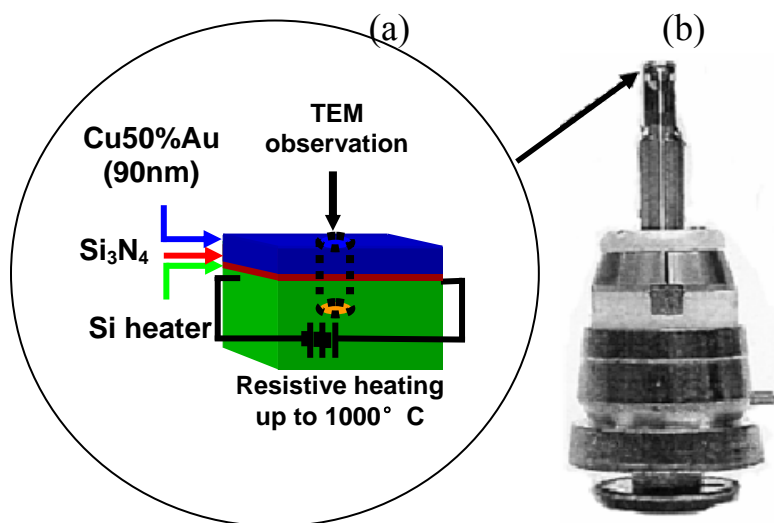 (a)
(b)
TEM
observation
Cu50%Au
(90nm)
Si₃N₄
Si heater
Resistive heating
up to 1000° C